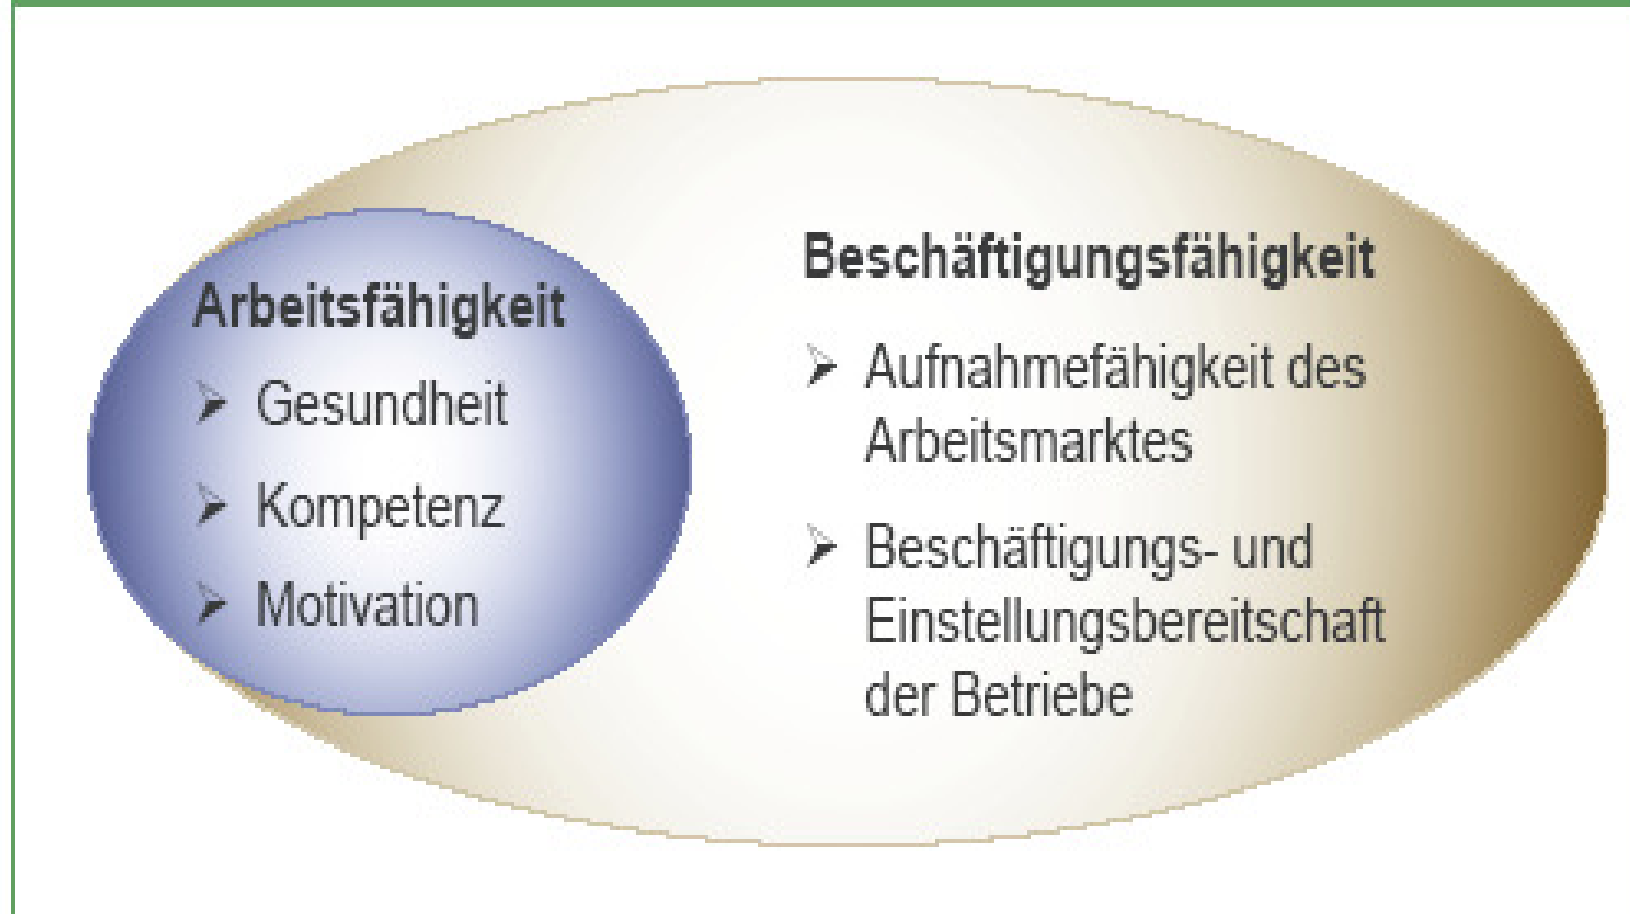 Arbeitsfähigkeit
➢ Gesundheit
➢ Kompetenz
➢ Motivation
Beschäftigungsfähigkeit
➢ Aufnahmefähigkeit des
Arbeitsmarktes
➢ Beschäftigungs- und
Einstellungsbereitschaft
der Betriebe